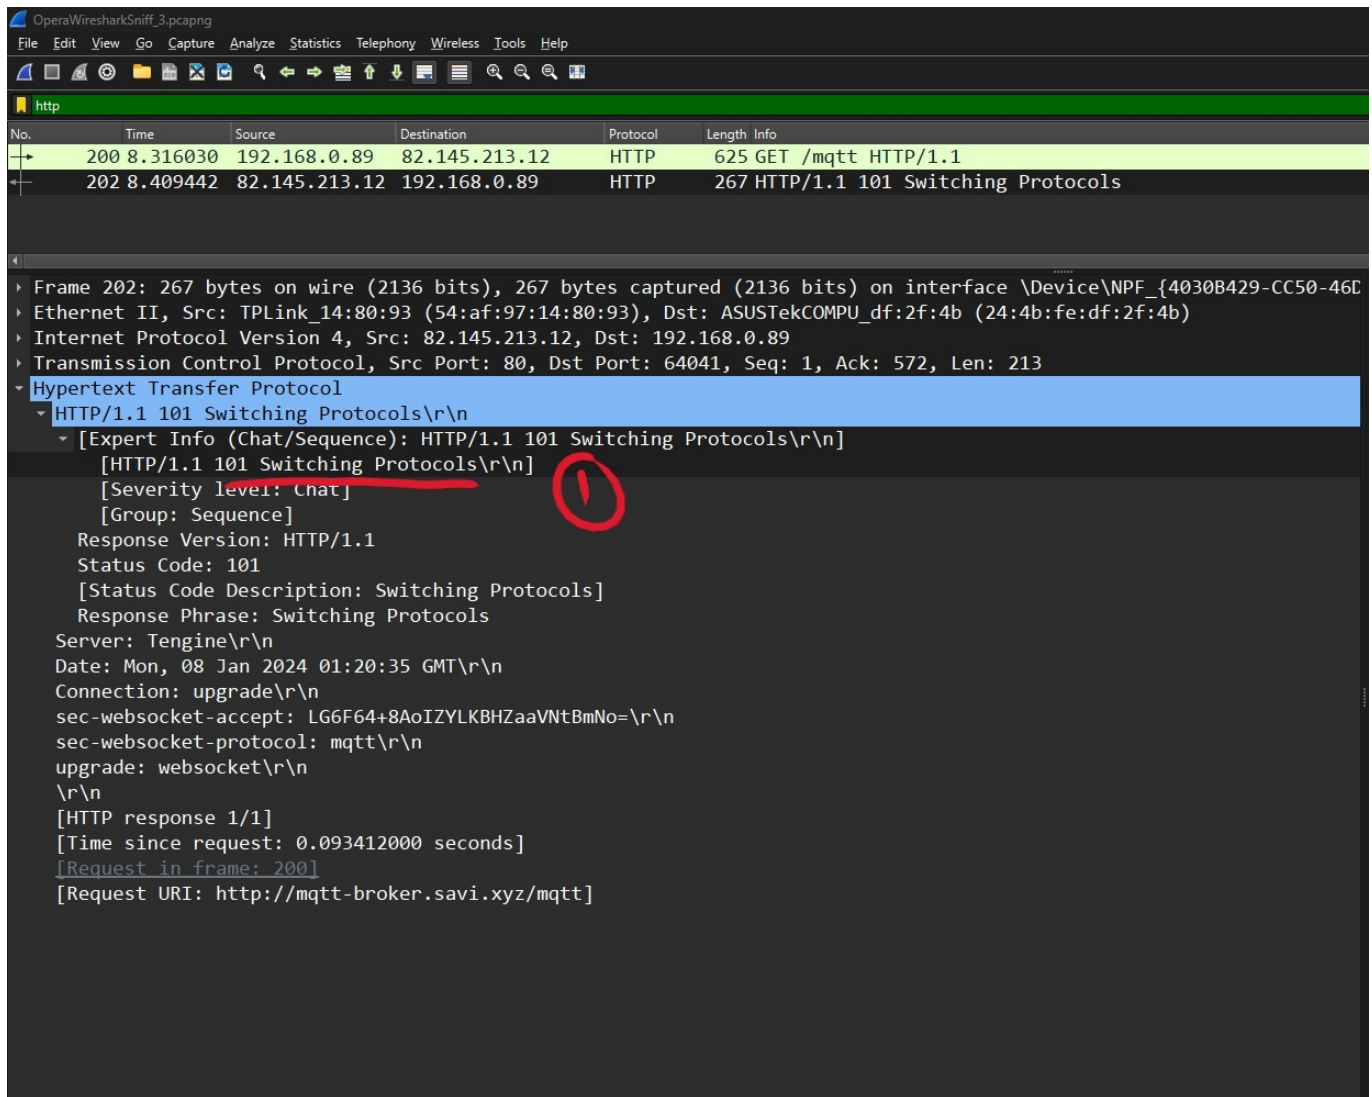 OperaWiresharkSniff_3.pcapng
File Edit View Go Capture Analyze Statistics Telephony Wireless Tools Help
http
No. Time Source Destination Protocol Length Info
200 8.316030 192.168.0.89 82.145.213.12 HTTP 625 GET /mqtt HTTP/1.1
202 8.409442 82.145.213.12 192.168.0.89 HTTP 267 HTTP/1.1 101 Switching Protocols
Frame 202: 267 bytes on wire (2136 bits), 267 bytes captured (2136 bits) on interface \Device\NPF_{4030B429-CC50-46D
Ethernet II, Src: TPLink_14:80:93 (54:af:97:14:80:93), Dst: ASUSTekCOMPU_df:2f:4b (24:4b:fe:df:2f:4b)
Internet Protocol Version 4, Src: 82.145.213.12, Dst: 192.168.0.89
Transmission Control Protocol, Src Port: 80, Dst Port: 64041, Seq: 1, Ack: 572, Len: 213
Hypertext Transfer Protocol
HTTP/1.1 101 Switching Protocols\r\n
[Expert Info (Chat/Sequence): HTTP/1.1 101 Switching Protocols\r\n]
[HTTP/1.1 101 Switching Protocols\r\n]
1
[Severity level: Chat]
[Group: Sequence]
Response Version: HTTP/1.1
Status Code: 101
[Status Code Description: Switching Protocols]
Response Phrase: Switching Protocols
Server: Tengine\r\n
Date: Mon, 08 Jan 2024 01:20:35 GMT\r\n
Connection: upgrade\r\n
sec-websocket-accept: LG6F64+8AoIZYLKBHZaaVNtBmNo=\r\n
sec-websocket-protocol: mqtt\r\n
upgrade: websocket\r\n
\r\n
[HTTP response 1/1]
[Time since request: 0.093412000 seconds]
[Request in frame: 200]
[Request URI: http://mqtt-broker.savi.xyz/mqtt]